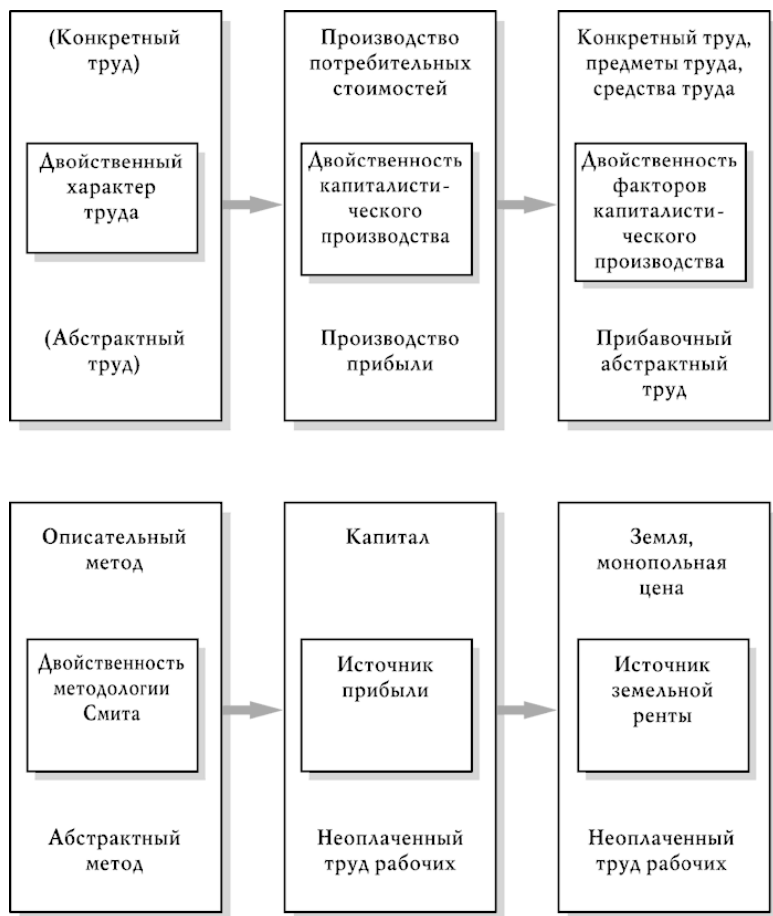 (Конкретный
труд)
Двойственный
характер
труда
(Абстрактный
труд)
Производство
потребительных
стоимостей
Двойственность
капиталисти-
ческого
производства
Производство
прибыли
Конкретный труд,
предметы труда,
средства труда
Двойственность
факторов
капиталисти-
ческого
производства
Прибавочный
абстрактный
труд
Описательный
метод
Двойственность
методологии
Смита
Абстрактный
метод
Капитал
Источник
прибыли
Неоплаченный
труд рабочих
Земля,
монопольная
цена
Источник
земельной
ренты
Неоплаченный
труд рабочих